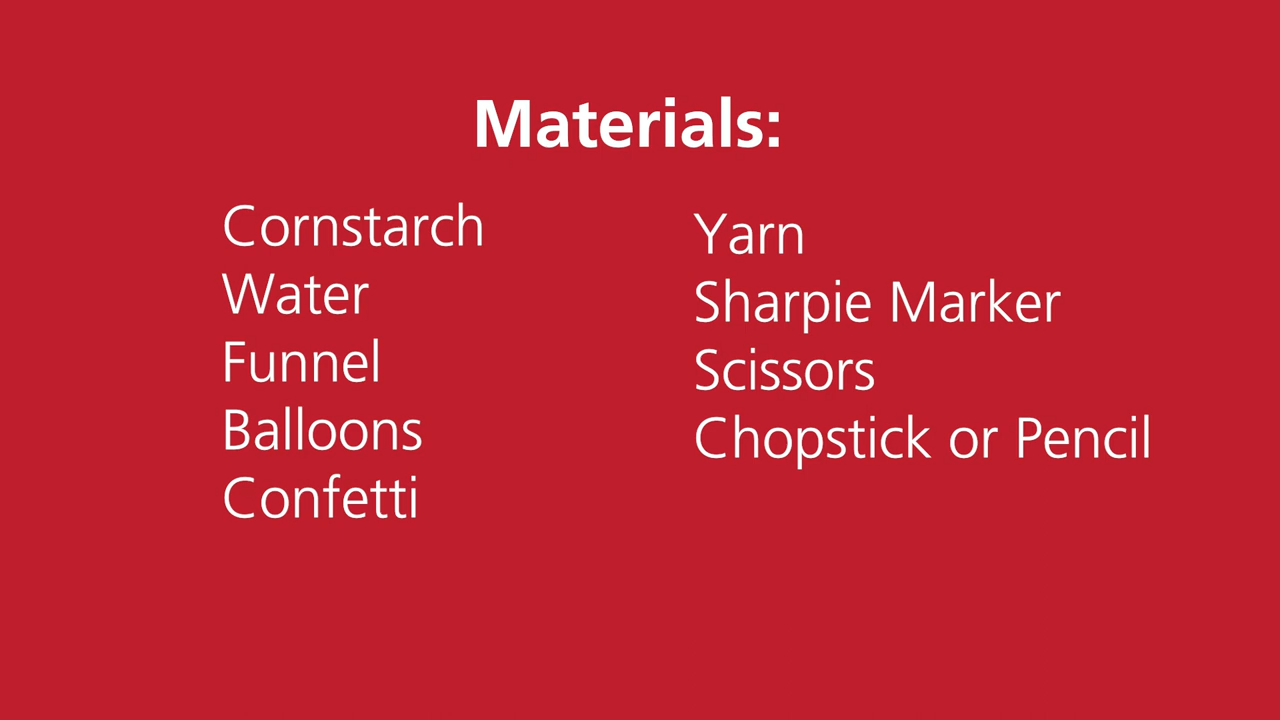 Materials:
Cornstarch
Water
Funnel
Balloons
Confetti
Yarn
Sharpie Marker
Scissors
Chopstick or Pencil